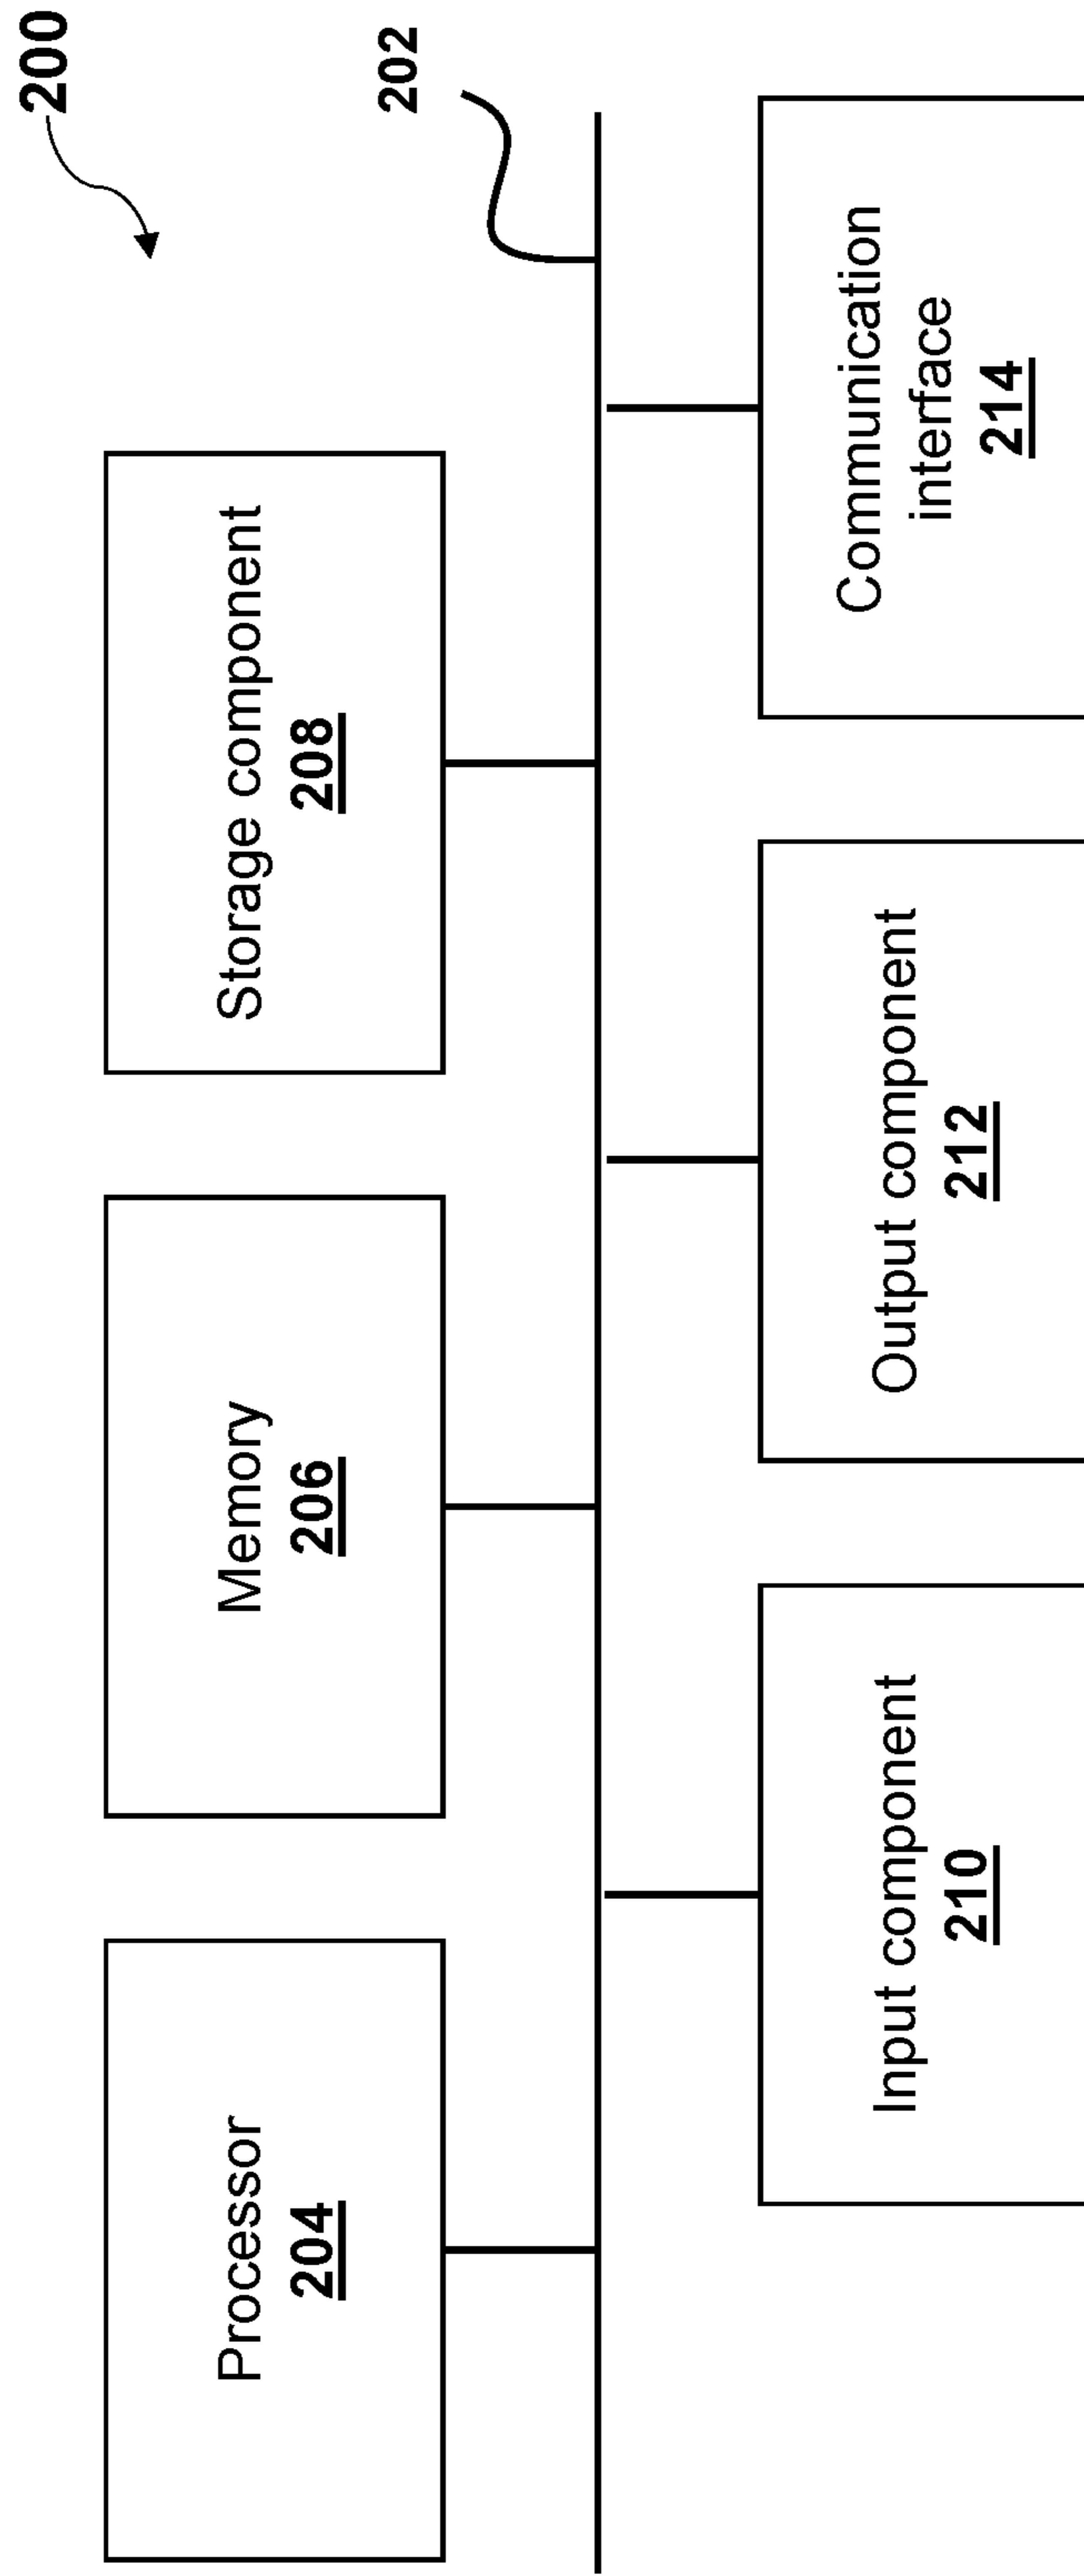 200
202
Processor
204
Memory
206
Storage component
208
Input component
210
Output component
212
Communication
interface
214